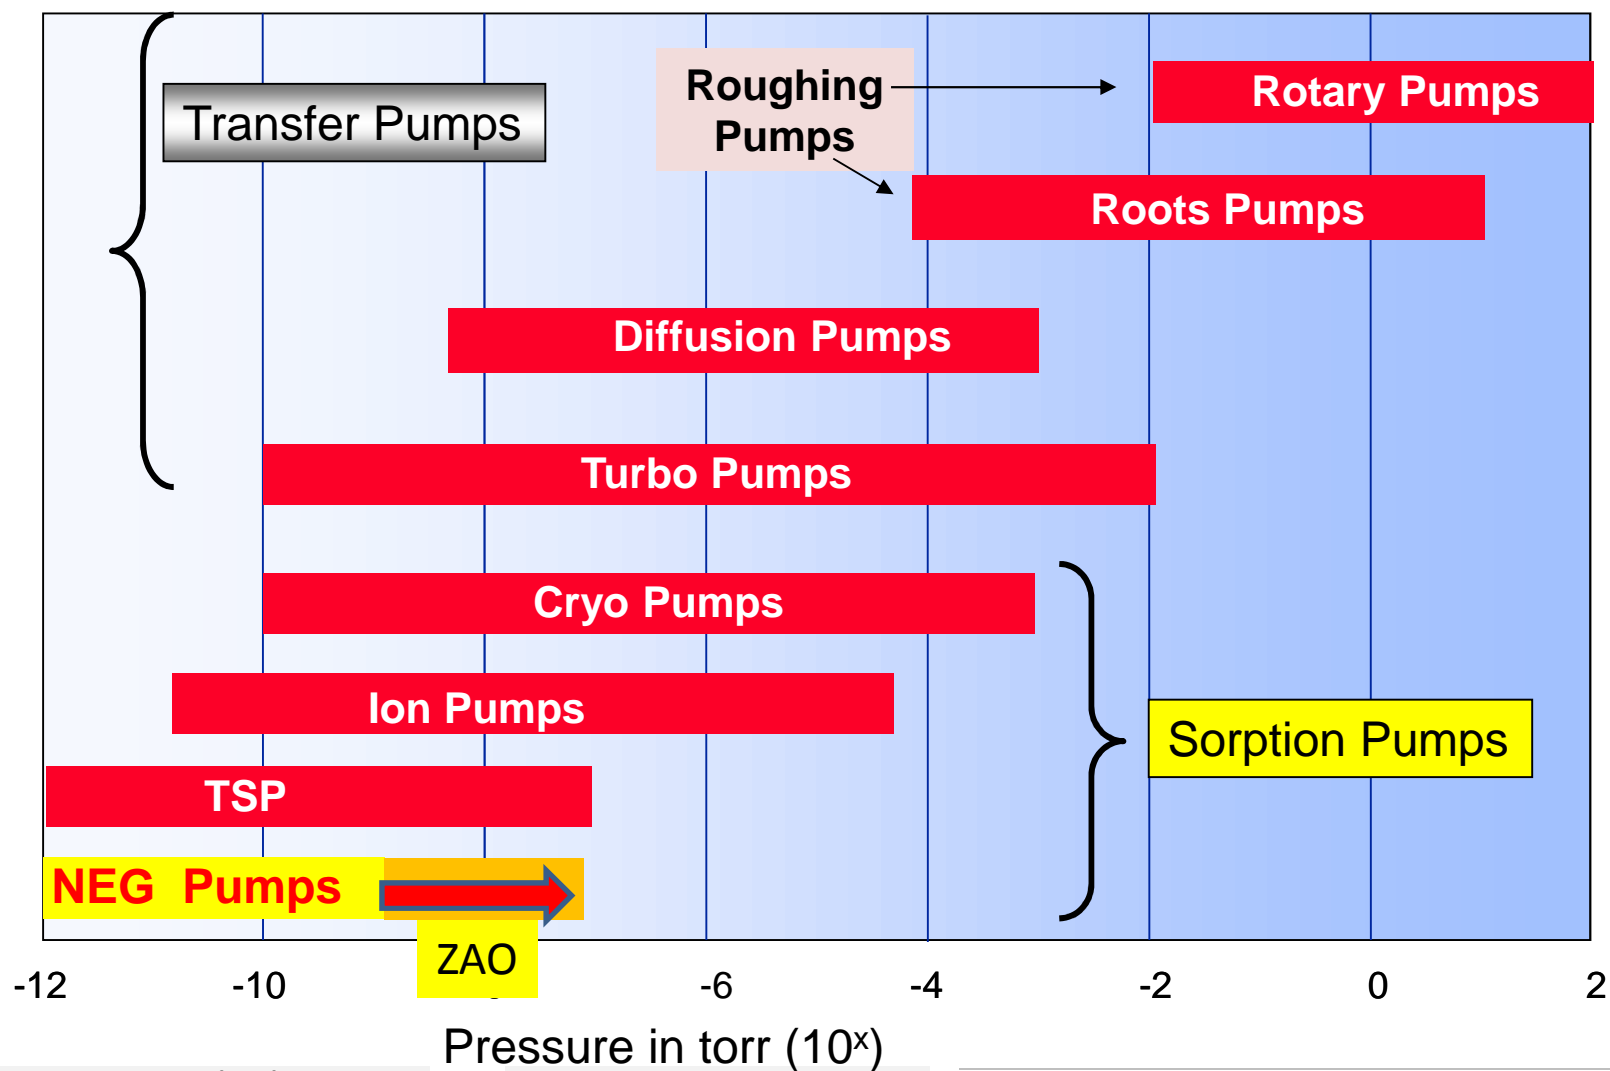 Transfer Pumps
Roughing
Pumps
Rotary Pumps
Roots Pumps
Diffusion Pumps
Turbo Pumps
Cryo Pumps
Ion Pumps
Sorption Pumps
TSP
NEG Pumps
ZAO
-12 -10 -6 -4 -2 0 2
Pressure in torr (10ˣ)